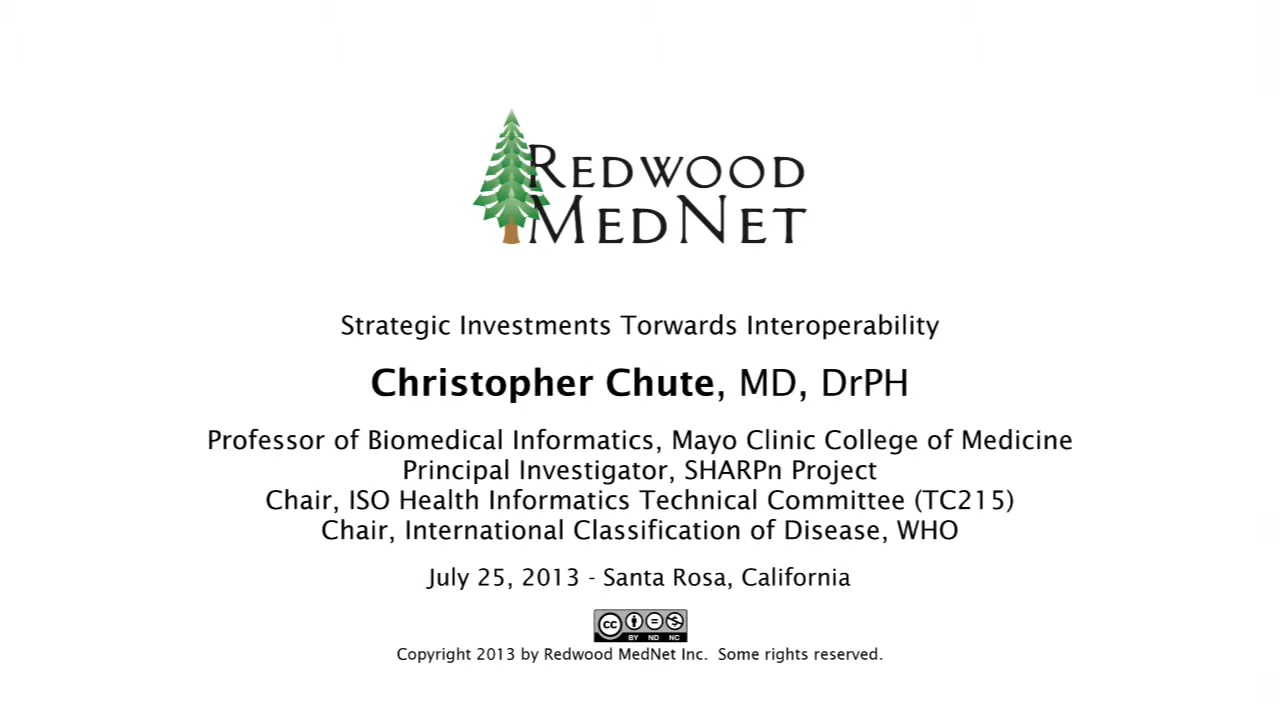 REDWOOD
MEDNET
Strategic Investments Torwards Interoperability
Christopher Chute, MD, DrPH
Professor of Biomedical Informatics, Mayo Clinic College of Medicine
Principal Investigator, SHARPn Project
Chair, ISO Health Informatics Technical Committee (TC215)
Chair, International Classification of Disease, WHO
July 25, 2013 - Santa Rosa, California
cc
BY ND NC
Copyright 2013 by Redwood MedNet Inc. Some rights reserved.